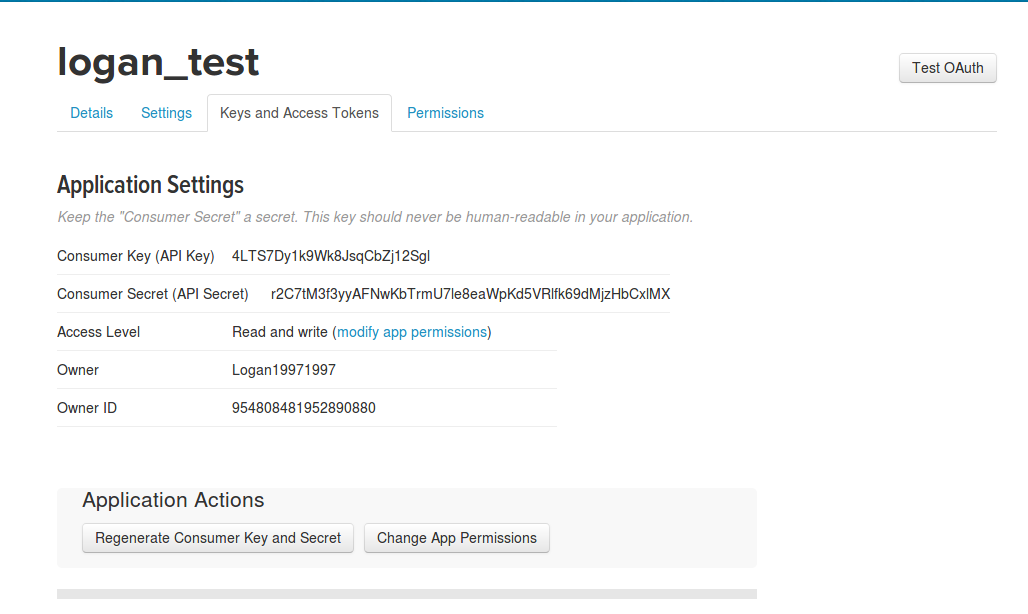 logan_test
Test OAuth
Details Settings Keys and Access Tokens Permissions
Application Settings
Keep the "Consumer Secret" a secret. This key should never be human-readable in your application.
Consumer Key (API Key) 4LTS7Dy1k9Wk8JsqCbZj12Sgl
Consumer Secret (API Secret) r2C7tM3f3yyAFNwKbTrmU7le8eaWpKd5VRlfk69dMjzHbCxlMX
Access Level Read and write (modify app permissions)
Owner Logan19971997
Owner ID 954808481952890880
Application Actions
Regenerate Consumer Key and Secret Change App Permissions